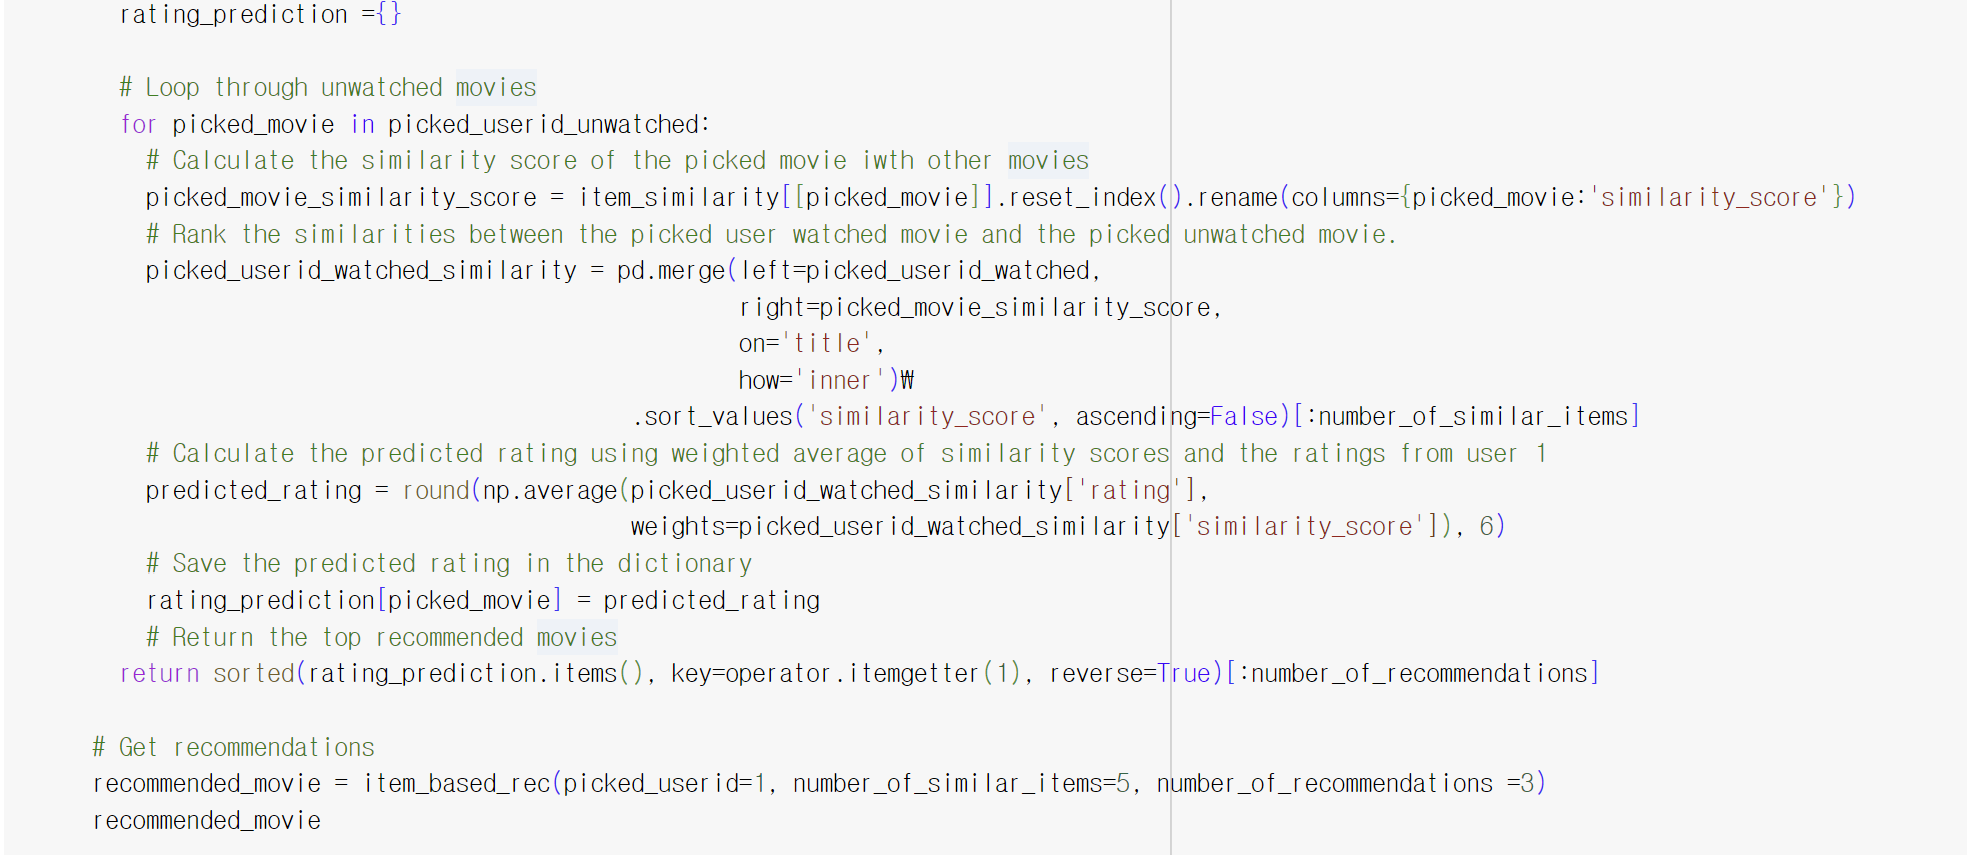 rating_prediction ={}
# Loop through unwatched movies
for picked_movie in picked_userid_unwatched:
# Calculate the similarity score of the picked movie iwth other movies
picked_movie_similarity_score = item_similarity[[picked_movie]].reset_index().rename(columns={picked_movie:'similarity_score'})
# Rank the similarities between the picked user watched movie and the picked unwatched movie.
picked_userid_watched_similarity = pd.merge(left=picked_userid_watched,
right=picked_movie_similarity_score,
on='title',
how='inner')₩
.sort_values('similarity_score', ascending=False)[:number_of_similar_items]
# Calculate the predicted rating using weighted average of similarity scores and the ratings from user 1
predicted_rating = round(np.average(picked_userid_watched_similarity['rating'],
weights=picked_userid_watched_similarity['similarity_score']), 6)
# Save the predicted rating in the dictionary
rating_prediction[picked_movie] = predicted_rating
# Return the top recommended movies
return sorted(rating_prediction.items(), key=operator.itemgetter(1), reverse=True)[:number_of_recommendations]
# Get recommendations
recommended_movie = item_based_rec(picked_userid=1, number_of_similar_items=5, number_of_recommendations =3)
recommended_movie